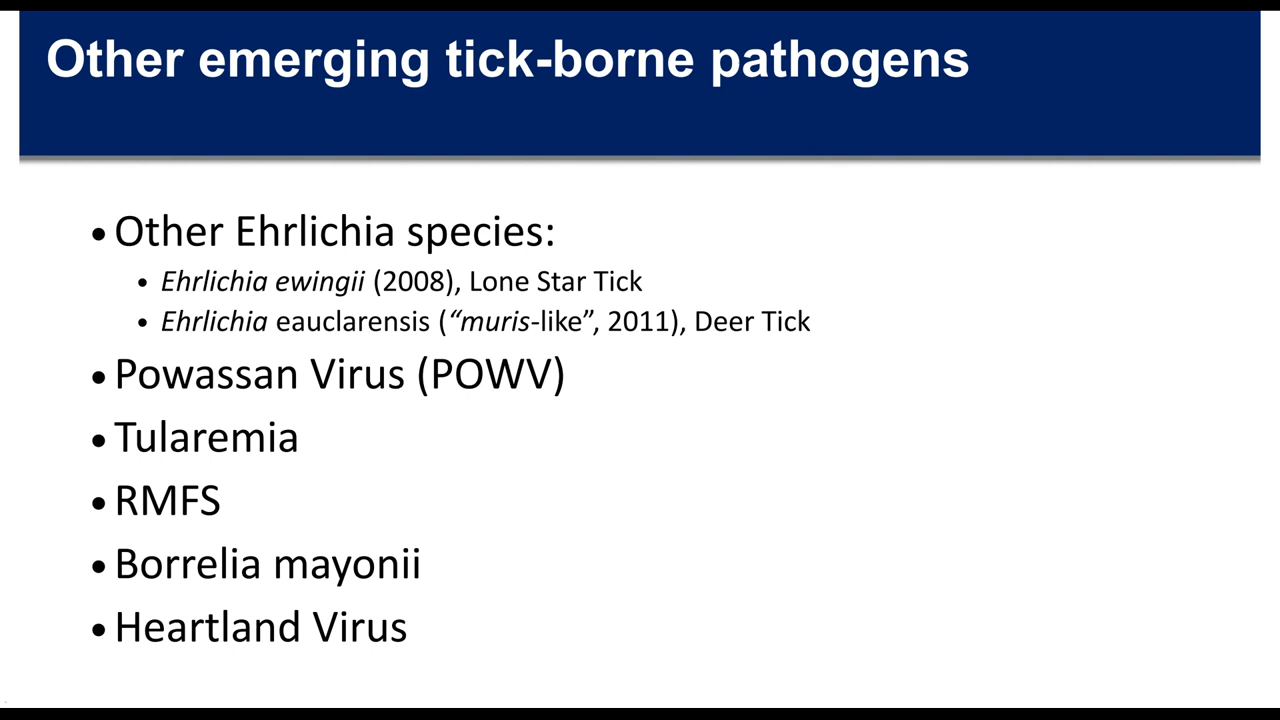 Other emerging tick-borne pathogens
• Other Ehrlichia species:
• Ehrlichia ewingii (2008), Lone Star Tick
• Ehrlichia eauclarensis (“muris-like”, 2011), Deer Tick
• Powassan Virus (POWV)
• Tularemia
• RMFS
• Borrelia mayonii
• Heartland Virus